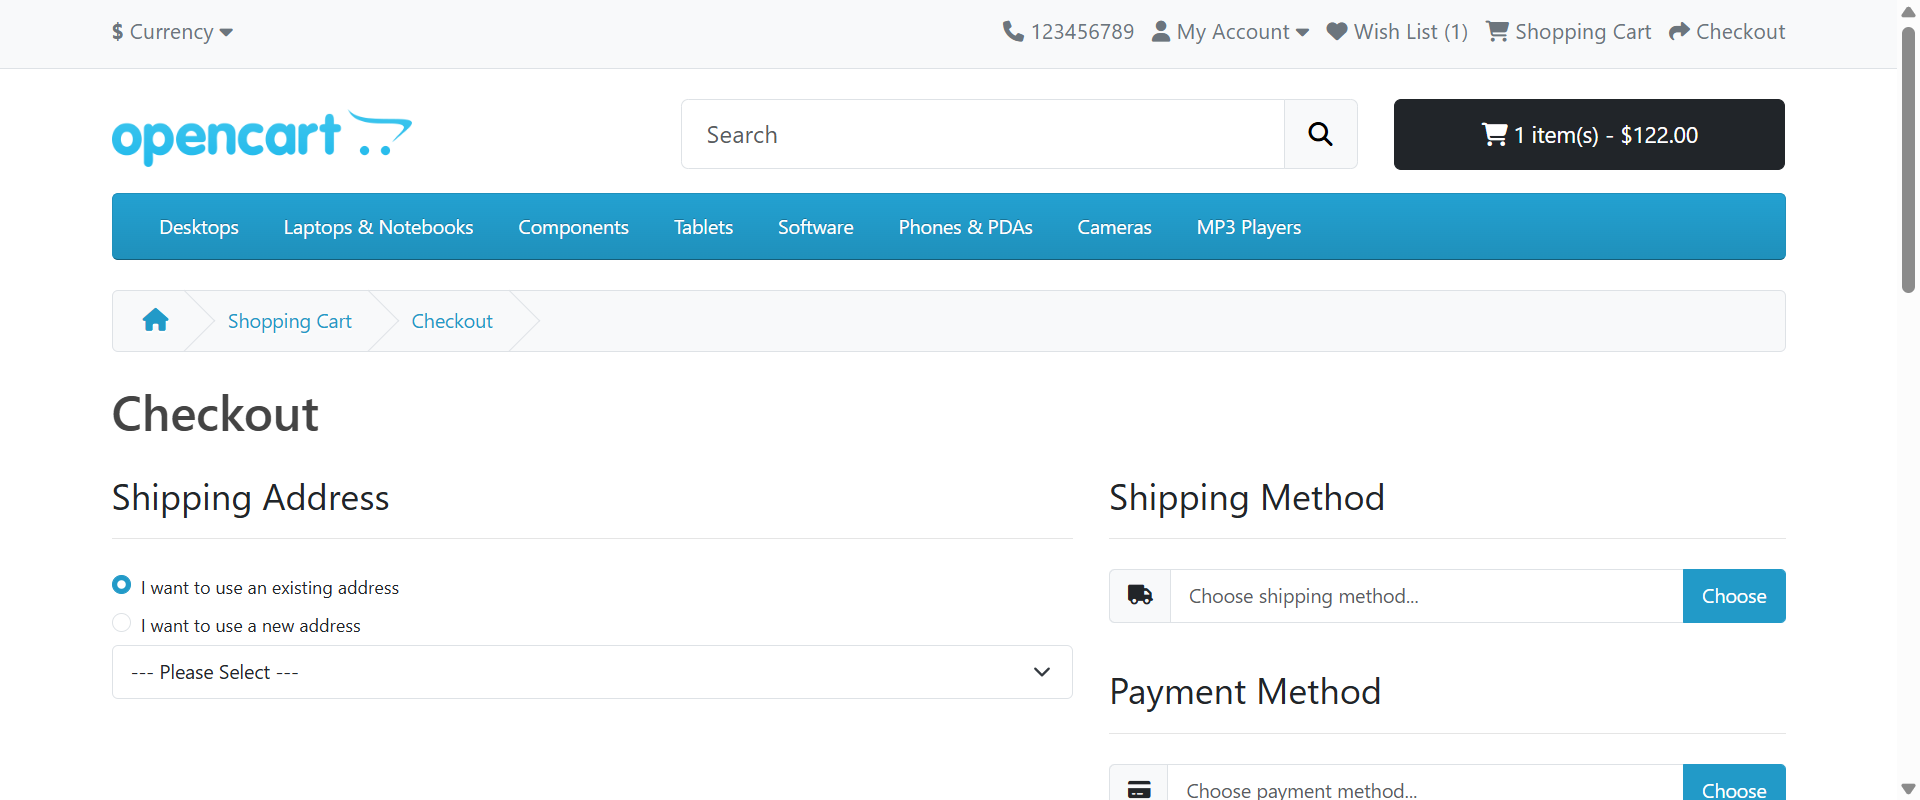 $ Currency
123456789 My Account Wish List (1) Shopping Cart Checkout
opencart
Search
1 item(s) - $122.00
Desktops Laptops & Notebooks Components Tablets Software Phones & PDAs Cameras MP3 Players
Shopping Cart Checkout
Checkout
Shipping Address
I want to use an existing address
I want to use a new address
--- Please Select ---
Shipping Method
Choose shipping method... Choose
Payment Method
Choose payment method... Choose